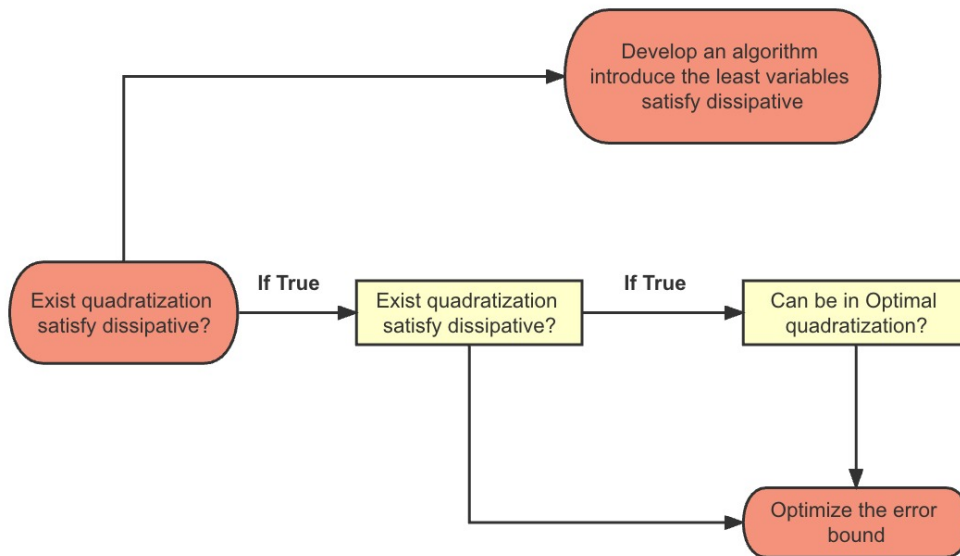 Develop an algorithm
introduce the least variables
satisfy dissipative
Exist quadratization
satisfy dissipative?
If True
Exist quadratization
satisfy dissipative?
If True
Can be in Optimal
quadratization?
Optimize the error
bound